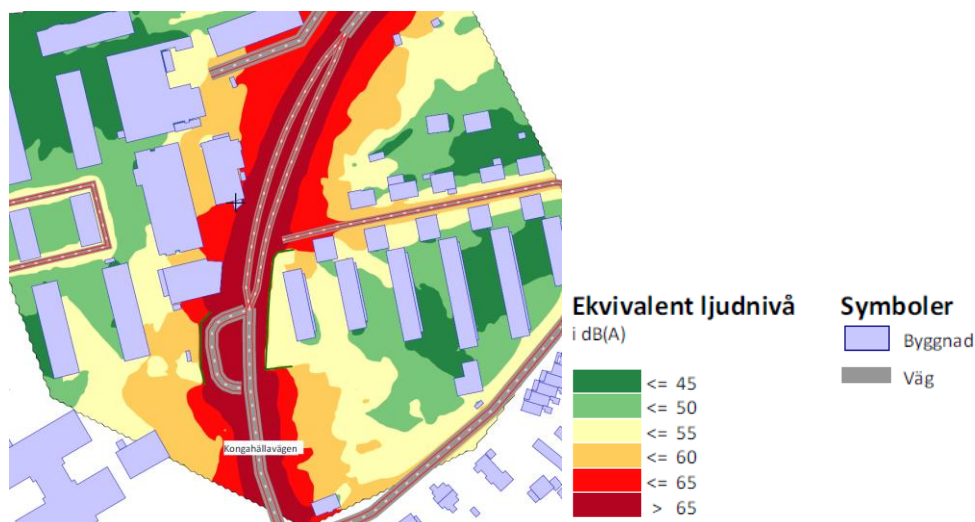 Kongahällavägen
Ekvivalent ljudnivå
i dB(A)
<= 45
<= 50
<= 55
<= 60
<= 65
> 65
Symboler
Byggnad
Väg